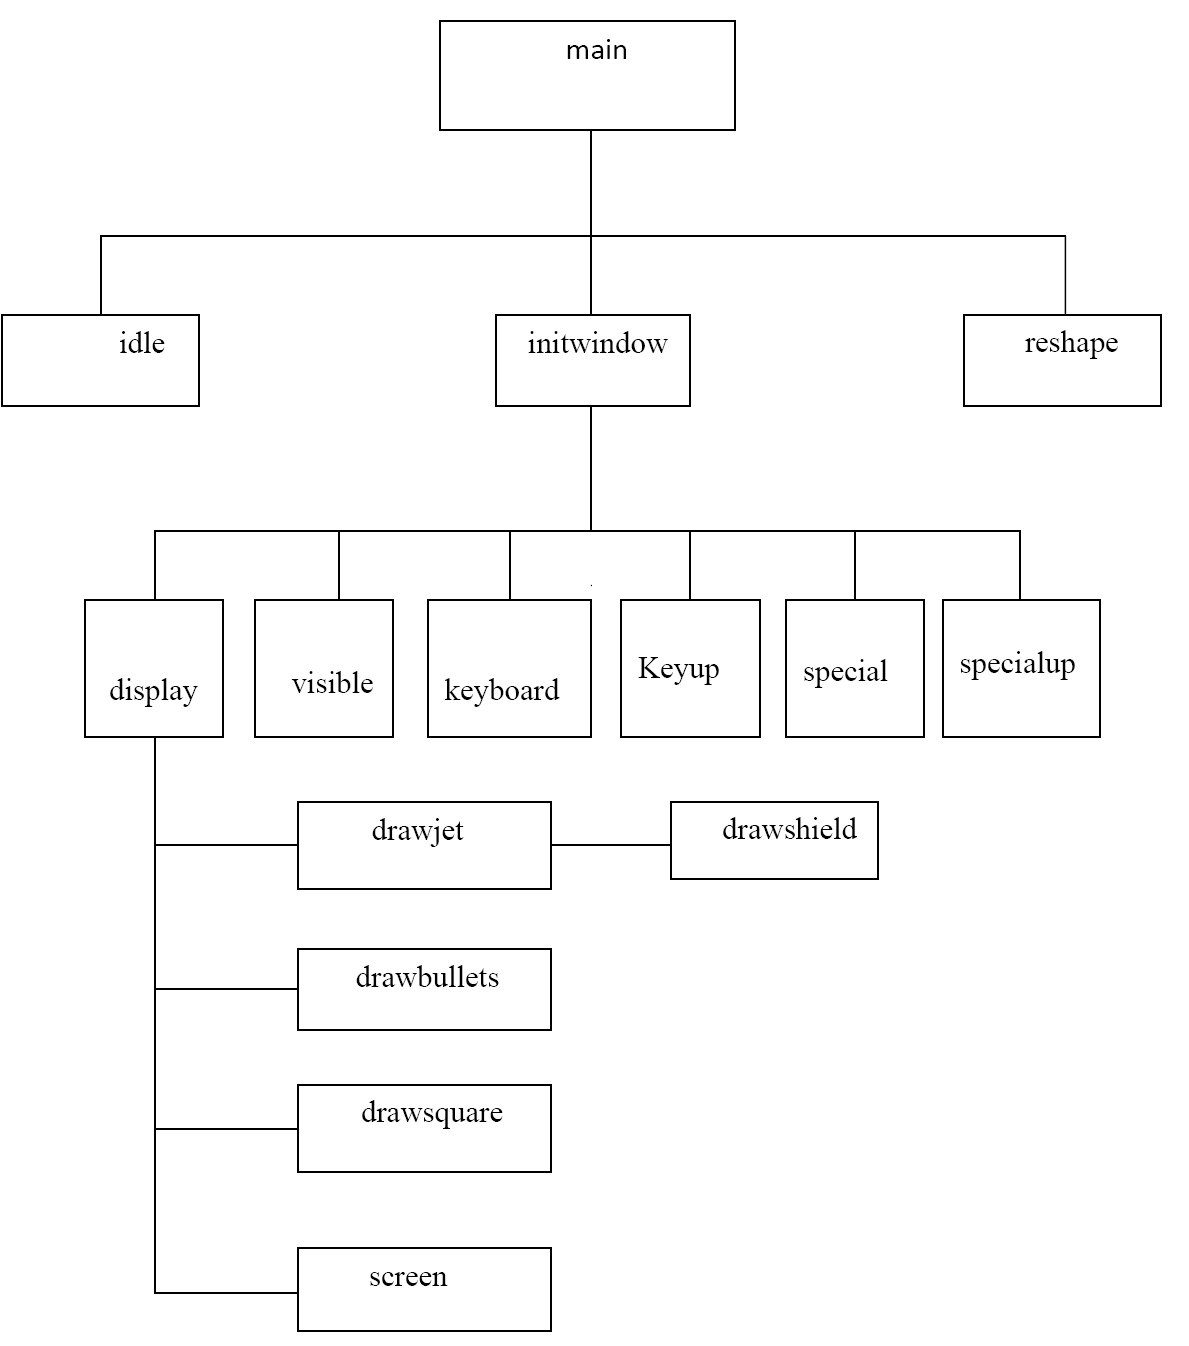 main
idle
initwindow
reshape
display
visible
keyboard
Keyup
special
specialup
drawjet
drawshield
drawbullets
drawsquare
screen